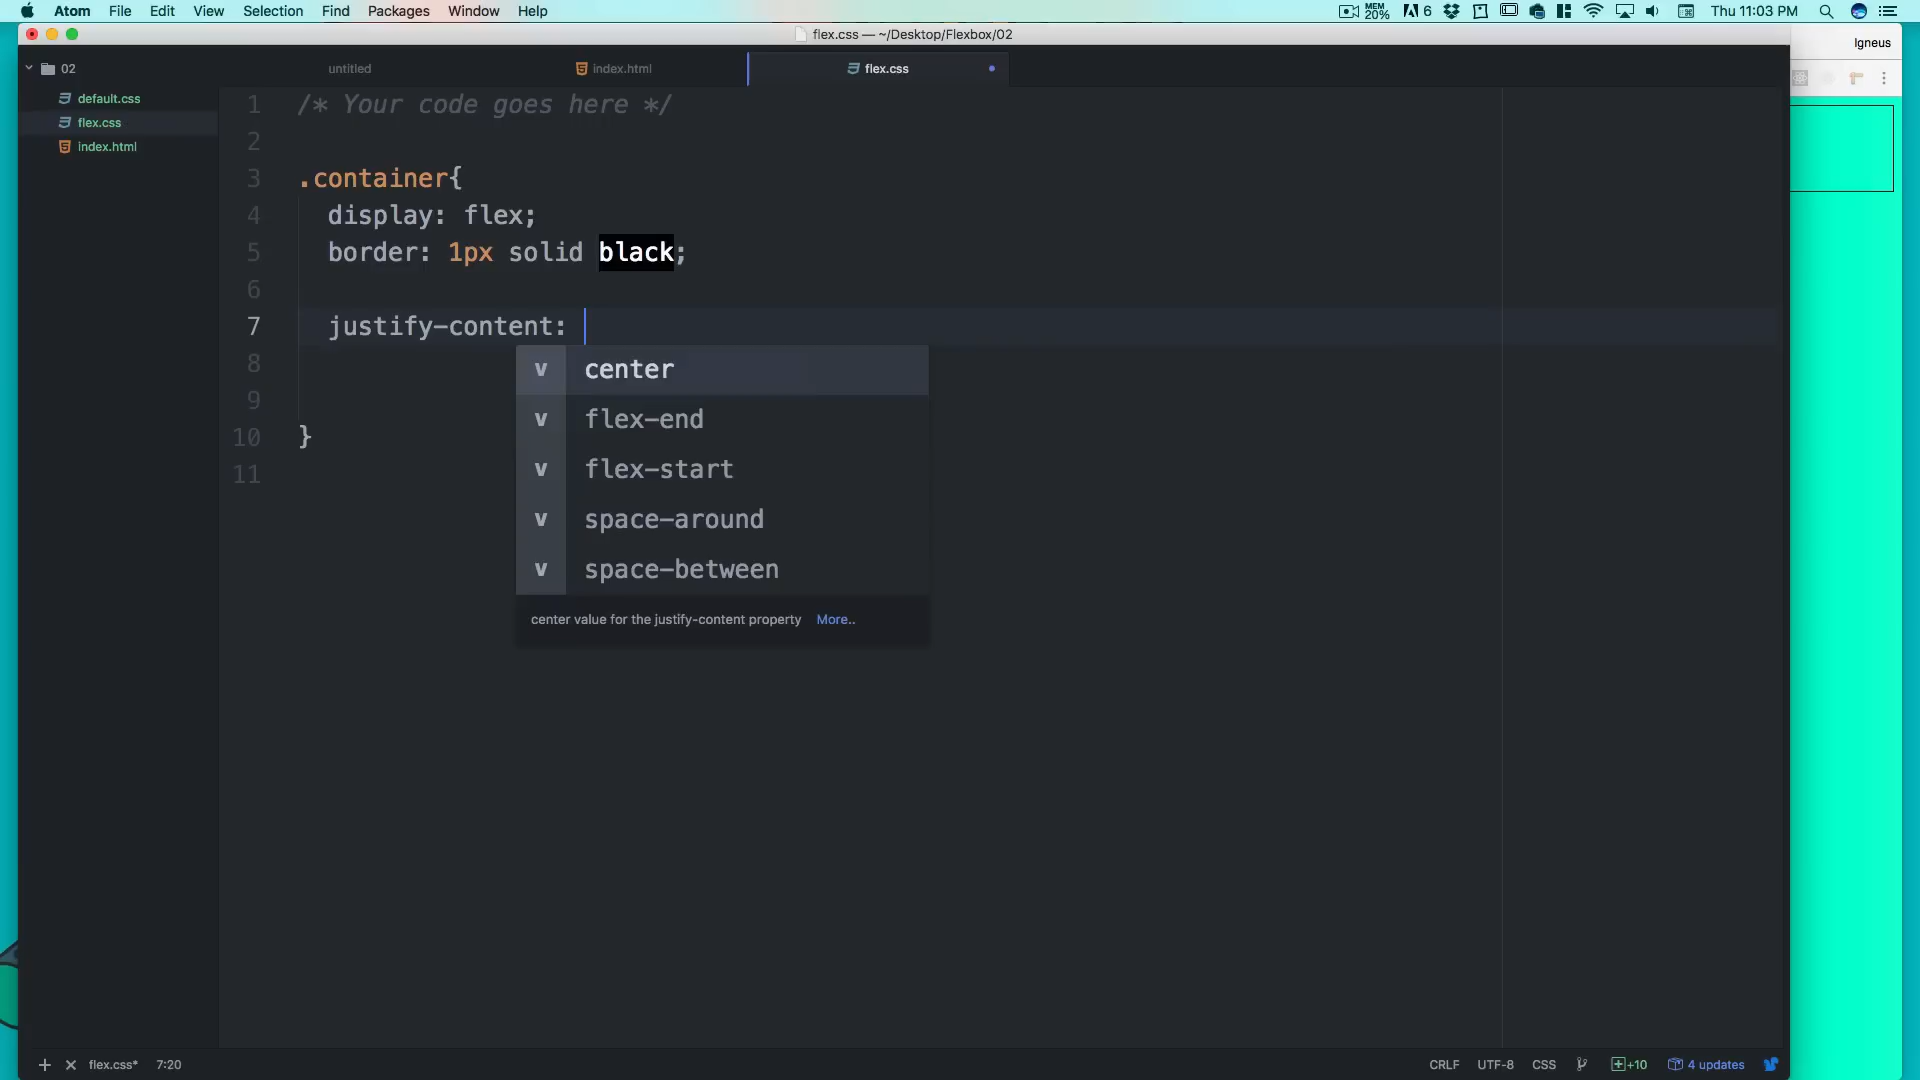 Atom File Edit View Selection Find Packages Window Help MEM 20% 6 Thu 11:03 PM
flex.css — ~/Desktop/Flexbox/02
Igneus
02
untitled
index.html
flex.css
default.css
flex.css
index.html
1 /* Your code goes here */
2
3 .container{
4 display: flex;
5 border: 1px solid black;
6
7 justify-content:
8
9
10 }
11
v center
v flex-end
v flex-start
v space-around
v space-between
center value for the justify-content property More..
flex.css* 7:20 CRLF UTF-8 CSS +10 4 updates